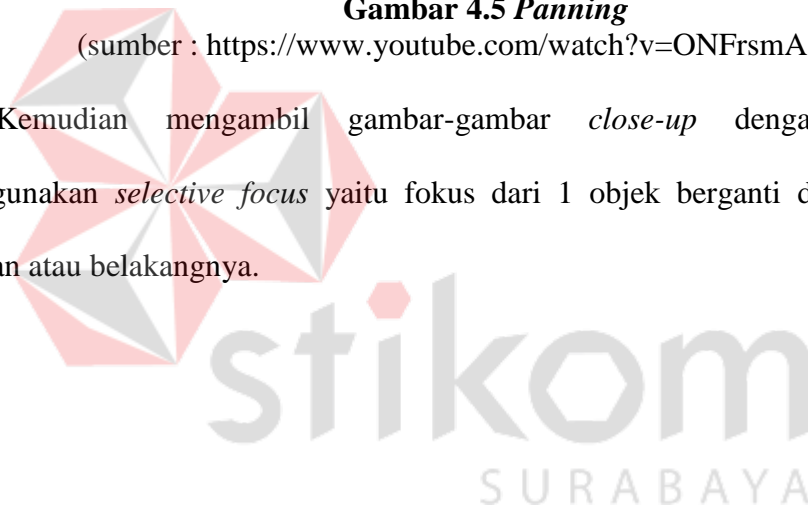 Gambar 4.5 Panning
(sumber : https://www.youtube.com/watch?v=ONFrsmA
Kemudian mengambil gambar-gambar close-up denga
gunakan selective focus yaitu fokus dari 1 objek berganti d
an atau belakangnya.
stikom
SURABAYA